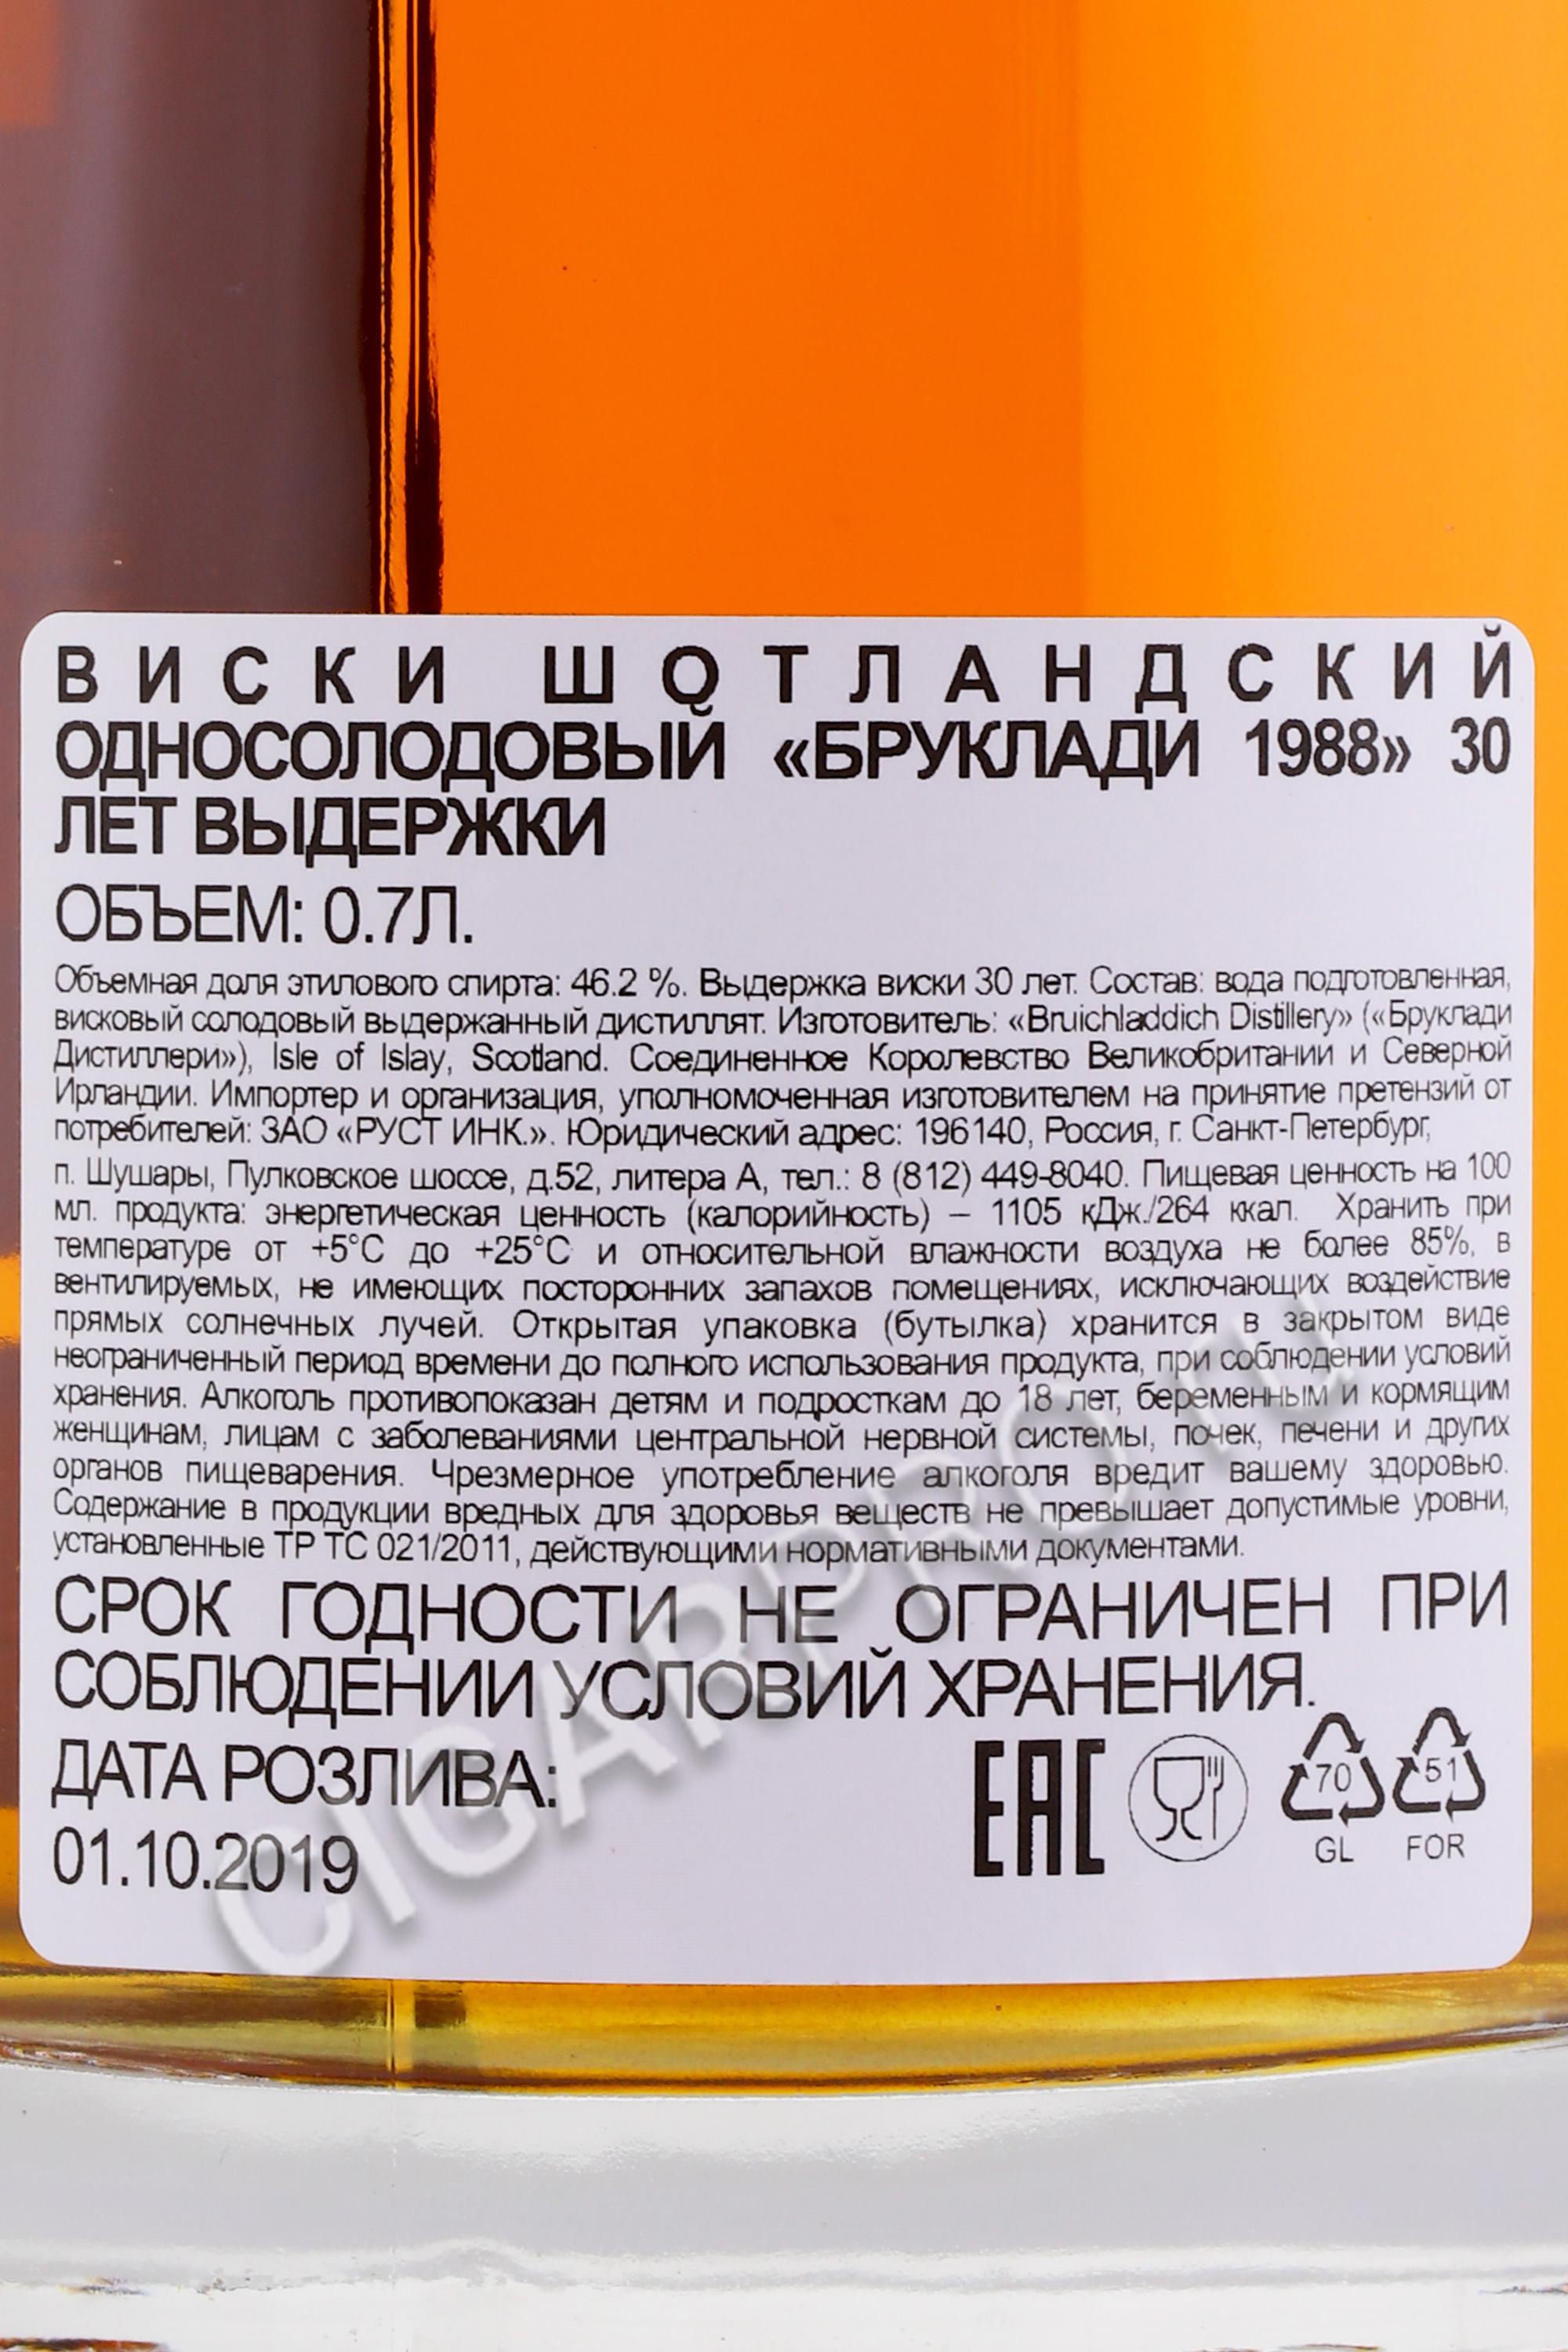 ВИСКИ ШОТЛАНДСКИЙ
ОДНОСОЛОДОВЫЙ «БРУКЛАДИ 1988» 30
ЛЕТ ВЫДЕРЖКИ
ОБЪЕМ: 0.7Л.
Объемная доля этилового спирта: 46.2 %. Выдержка виски 30 лет. Состав: вода подготовленная,
висковый солодовый выдержанный дистиллят. Изготовитель: «Bruichladdich Distillery» («Бруклади
Дистиллери»), Isle of Islay, Scotland. Соединенное Королевство Великобритании и Северной
Ирландии. Импортер и организация, уполномоченная изготовителем на принятие претензий от
потребителей: ЗАО «РУСТ ИНК.». Юридический адрес: 196140, Россия, г. Санкт-Петербург,
п. Шушары, Пулковское шоссе, д.52, литера А, тел.: 8 (812) 449-8040. Пищевая ценность на 100
мл. продукта: энергетическая ценность (калорийность) – 1105 кДж./264 ккал. Хранить при
температуре от +5°C до +25°C и относительной влажности воздуха не более 85%, в
вентилируемых, не имеющих посторонних запахов помещениях, исключающих воздействие
прямых солнечных лучей. Открытая упаковка (бутылка) хранится в закрытом виде
неограниченный период времени до полного использования продукта, при соблюдении условий
хранения. Алкоголь противопоказан детям и подросткам до 18 лет, беременным и кормящим
женщинам, лицам с заболеваниями центральной нервной системы, почек, печени и других
органов пищеварения. Чрезмерное употребление алкоголя вредит вашему здоровью.
Содержание в продукции вредных для здоровья веществ не превышает допустимые уровни,
установленные ТР ТС 021/2011, действующими нормативными документами.
СРОК ГОДНОСТИ НЕ ОГРАНИЧЕН ПРИ
СОБЛЮДЕНИИ УСЛОВИЙ ХРАНЕНИЯ.
ДАТА РОЗЛИВА:
01.10.2019
EAC
70 51
GL FOR
CIGARPRO.ru